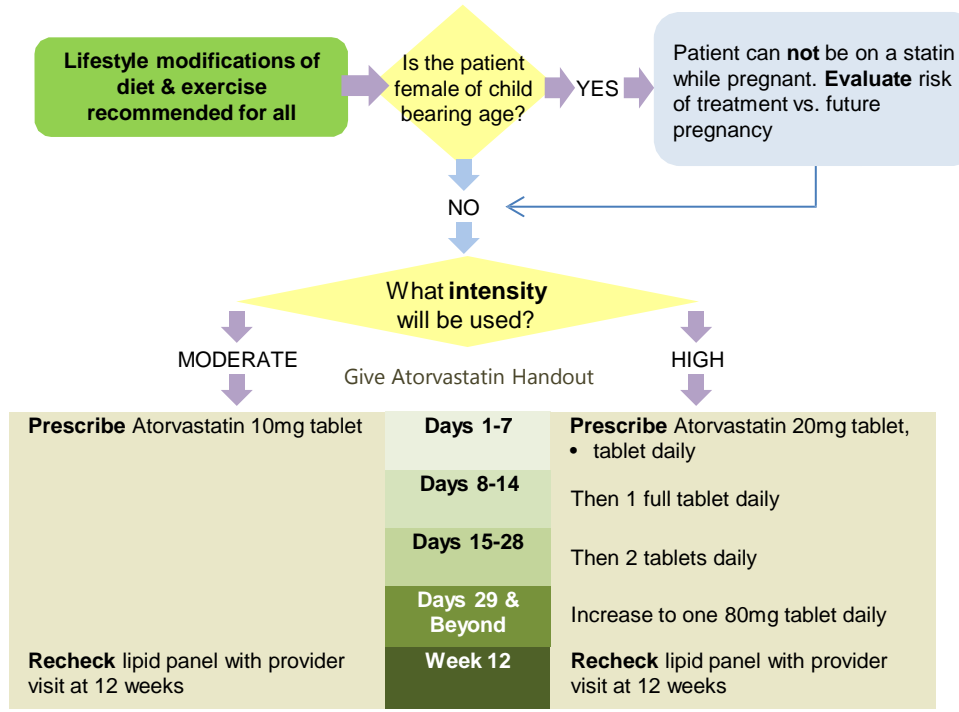 Lifestyle modifications of
diet & exercise
recommended for all
Is the patient
female of child
bearing age?
YES
Patient can not be on a statin
while pregnant. Evaluate risk
of treatment vs. future
pregnancy
NO
What intensity
will be used?
MODERATE
HIGH
Give Atorvastatin Handout
Prescribe Atorvastatin 10mg tablet
Days 1-7
Prescribe Atorvastatin 20mg tablet,
• tablet daily
Days 8-14
Then 1 full tablet daily
Days 15-28
Then 2 tablets daily
Days 29 &
Beyond
Increase to one 80mg tablet daily
Recheck lipid panel with provider
visit at 12 weeks
Week 12
Recheck lipid panel with provider
visit at 12 weeks